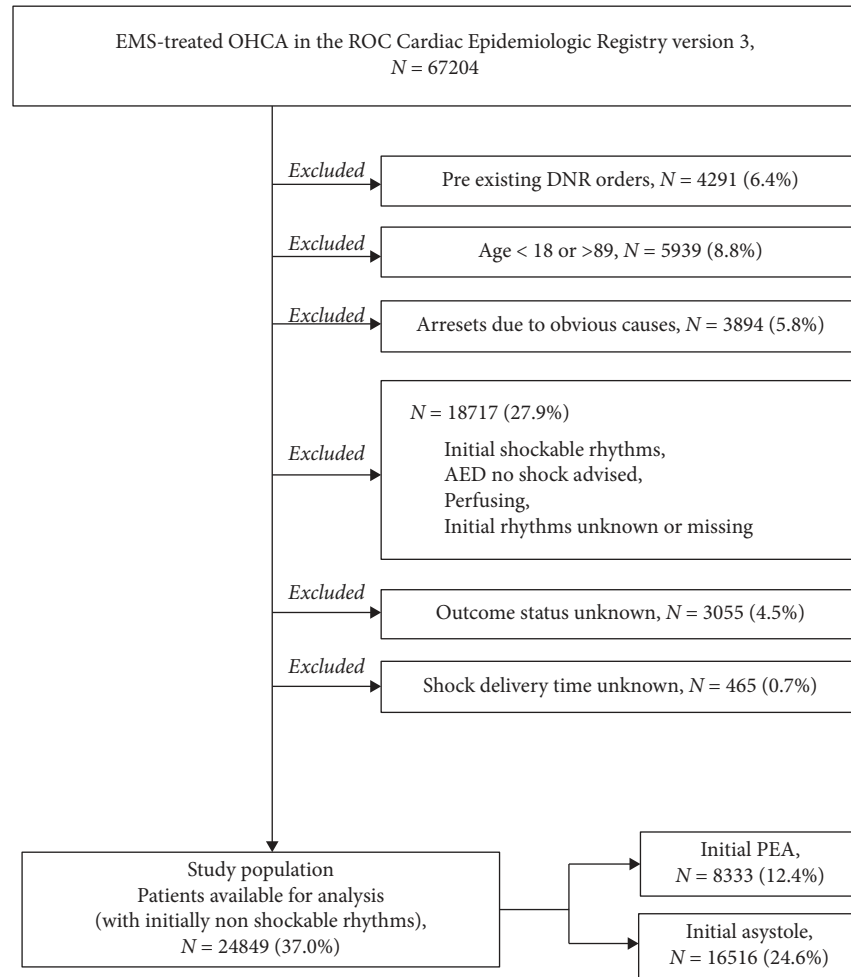 EMS-treated OHCA in the ROC Cardiac Epidemiologic Registry version 3,
N = 67204
Excluded
Pre existing DNR orders, N = 4291 (6.4%)
Excluded
Age < 18 or >89, N = 5939 (8.8%)
Excluded
Arresets due to obvious causes, N = 3894 (5.8%)
Excluded
N = 18717 (27.9%)
Initial shockable rhythms,
AED no shock advised,
Perfusing,
Initial rhythms unknown or missing
Excluded
Outcome status unknown, N = 3055 (4.5%)
Excluded
Shock delivery time unknown, N = 465 (0.7%)
Study population
Patients available for analysis
(with initially non shockable rhythms),
N = 24849 (37.0%)
Initial PEA,
N = 8333 (12.4%)
Initial asystole,
N = 16516 (24.6%)